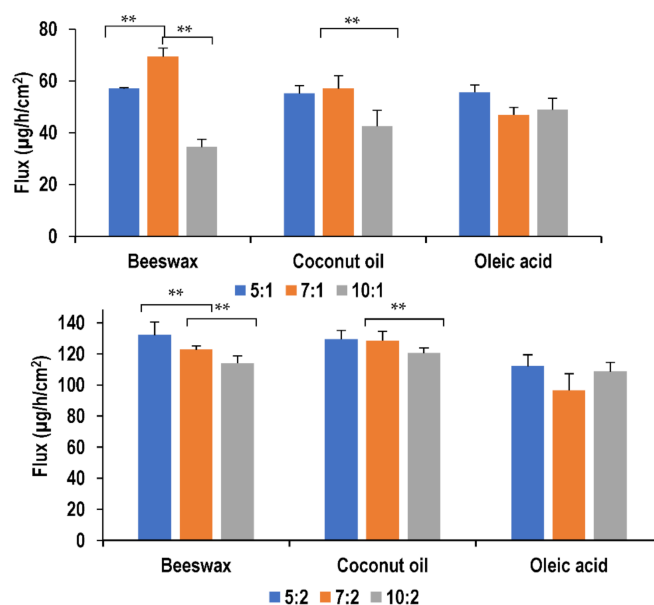 ** **
**
80
60
40
20
0
Flux (µg/h/cm2)
Beeswax Coconut oil Oleic acid
5:1 7:1 10:1
** **
**
140
120
100
80
60
40
20
0
Flux (µg/h/cm2)
Beeswax Coconut oil Oleic acid
5:2 7:2 10:2